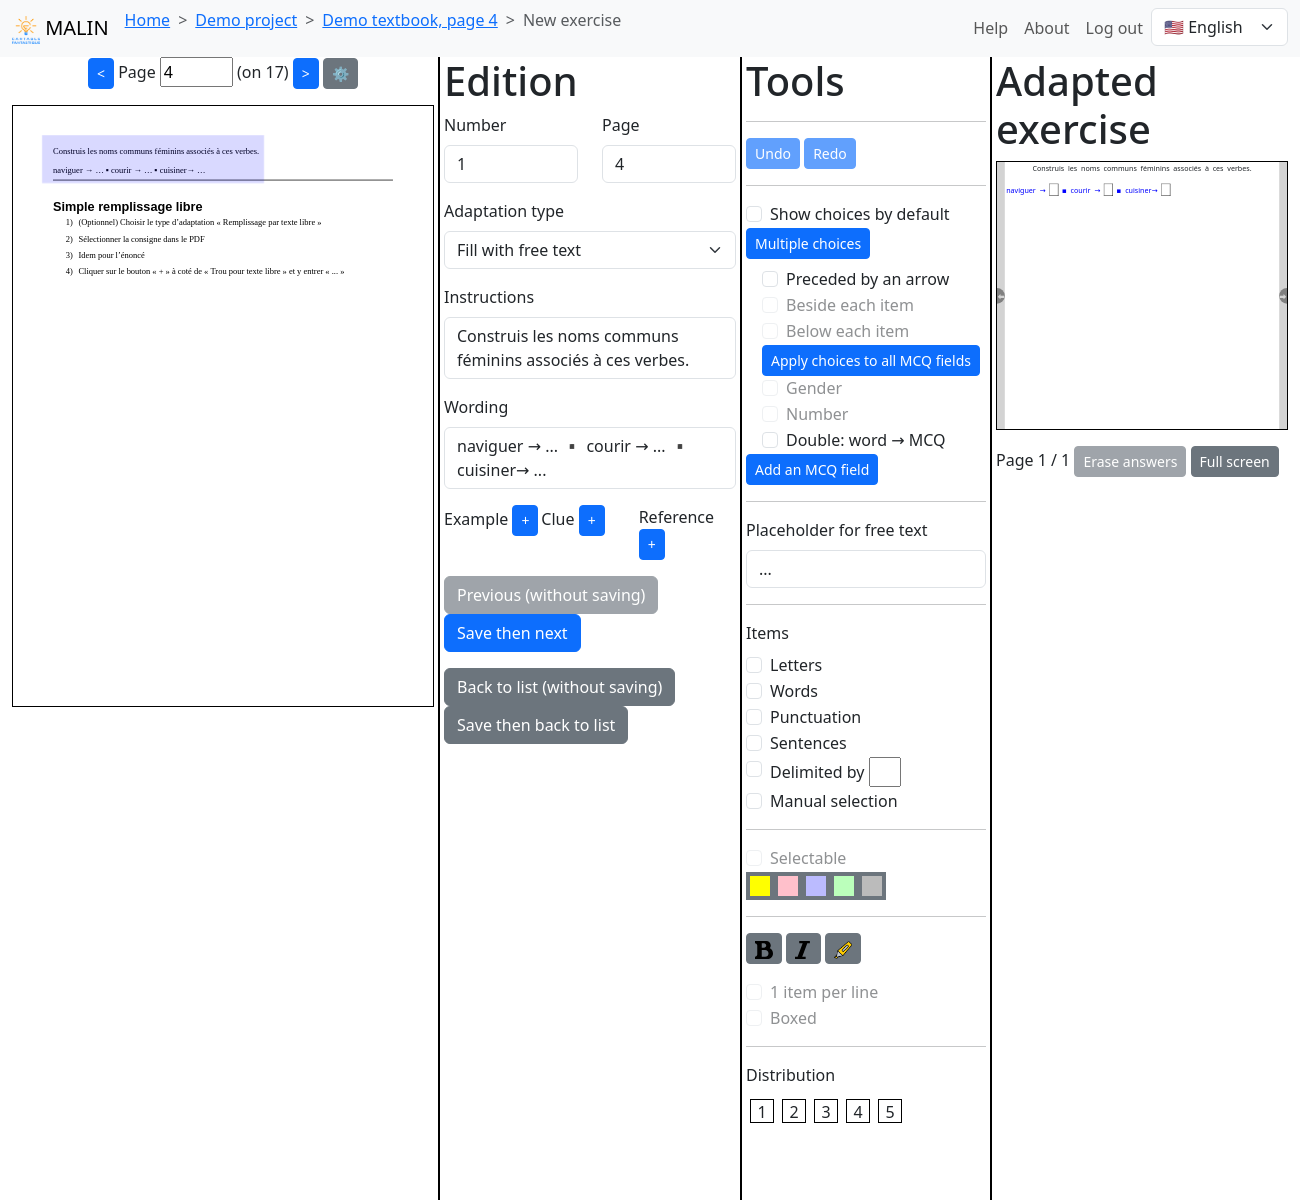 MALIN
Home > Demo project > Demo textbook, page 4 > New exercise
Help About Log out 🇺🇸 English
< Page 4 (on 17) > ⚙️
Construis les noms communs féminins associés à ces verbes.
naviguer → … ▪ courir → … ▪ cuisiner→ …
Simple remplissage libre
1) (Optionnel) Choisir le type d’adaptation « Remplissage par texte libre »
2) Sélectionner la consigne dans le PDF
3) Idem pour l’énoncé
4) Cliquer sur le bouton « + » à coté de « Trou pour texte libre » et y entrer « ... »
Edition
Number Page
1 4
Adaptation type
Fill with free text
Instructions
Construis les noms communs
féminins associés à ces verbes.
Wording
naviguer → ... ▪ courir → ... ▪
cuisiner→ ...
Example + Clue + Reference
+
Previous (without saving)
Save then next
Back to list (without saving)
Save then back to list
Tools
Undo Redo
Show choices by default
Multiple choices
Preceded by an arrow
Beside each item
Below each item
Apply choices to all MCQ fields
Gender
Number
Double: word → MCQ
Add an MCQ field
Placeholder for free text
...
Items
Letters
Words
Punctuation
Sentences
Delimited by
Manual selection
Selectable
B I
1 item per line
Boxed
Distribution
1 2 3 4 5
Adapted
exercise
Construis les noms communs féminins associés à ces verbes.
naviguer → ▪ courir → ▪ cuisiner→
Page 1 / 1 Erase answers Full screen